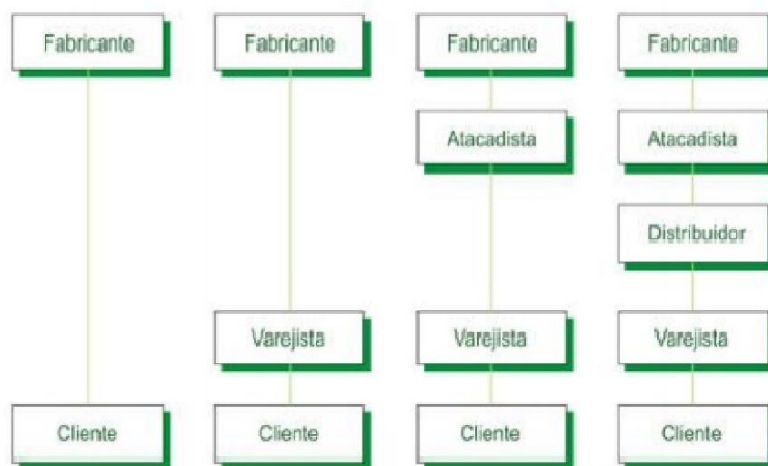 Fabricante
Fabricante
Fabricante
Fabricante
Atacadista
Atacadista
Distribuidor
Varejista
Varejista
Varejista
Cliente
Cliente
Cliente
Cliente